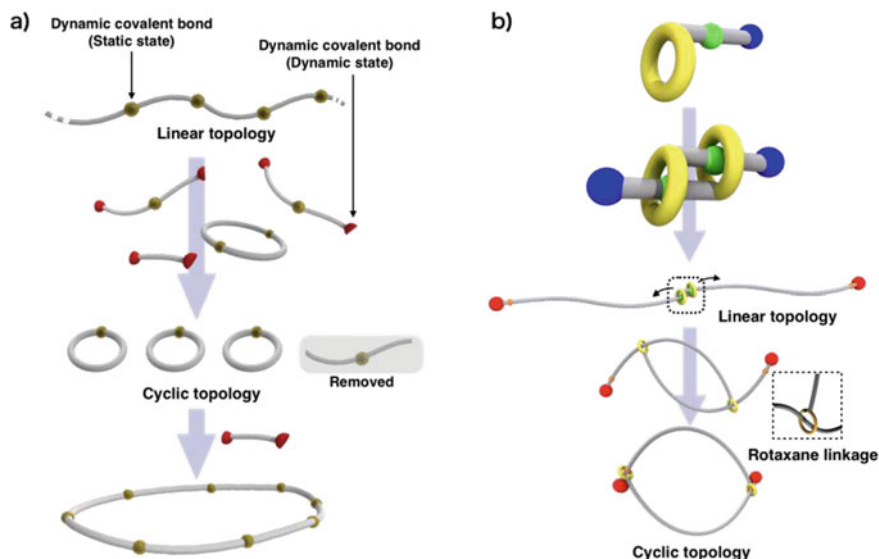 a)
Dynamic covalent bond
(Static state)
Dynamic covalent bond
(Dynamic state)
Linear topology
Cyclic topology
Removed
b)
Linear topology
Rotaxane linkage
Cyclic topology